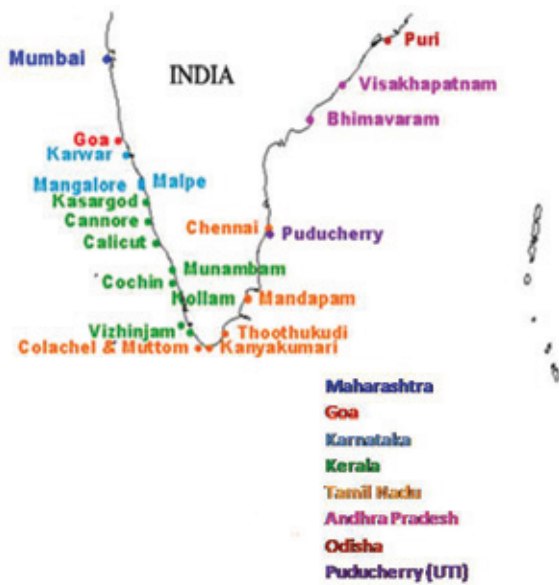 Puri
Mumbai
INDIA
Visakhapatnam
Bhimavaram
Goa
Karwar
Mangalore Malpe
Kasargod
Cannore
Chennai
Puducherry
Calicut
Munambam
Cochin
Kollam
Mandapam
Vizhinjam
Thoothukudi
Colachel & Muttom
Kanyakumari
Maharashtra
Goa
Karnataka
Kerala
Tamil Nadu
Andhra Pradesh
Odisha
Puducherry (UTI)